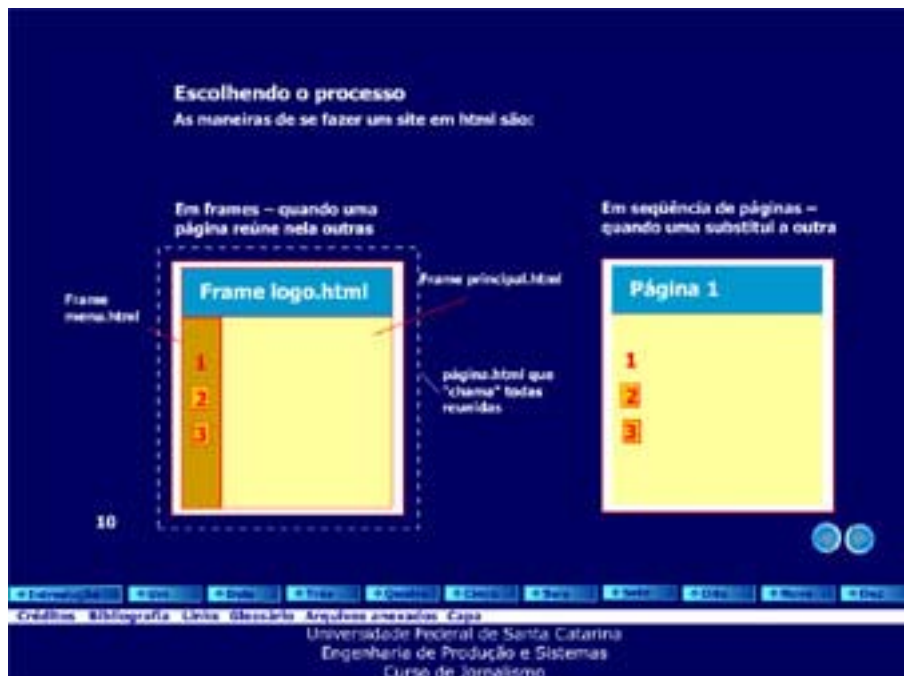 Escolhendo o processo
As maneiras de se fazer um site em html são:
Em frames – quando uma
página reúne nela outras
Em seqüência de páginas –
quando uma substitui a outra
Frame logo.html
Frame principal.html
Página 1
Frame
menu.html
1
2
3
página.html que
"chama" todas
reunidas
1
2
3
10
Introdução
Créditos Bibliografia Links Glossário Arquivos anexados Capa
Universidade Federal de Santa Catarina
Engenharia de Produção e Sistemas
Curso de Jornalismo